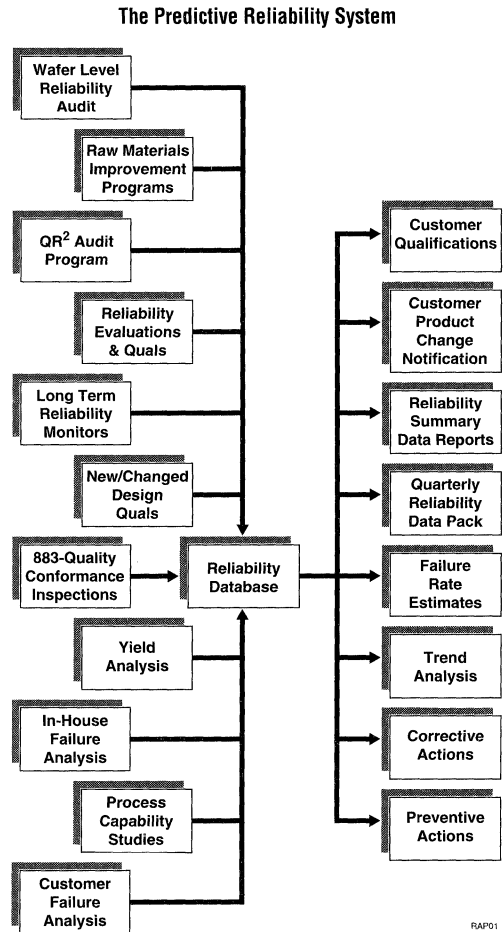 The Predictive Reliability System
Wafer Level
Reliability
Audit
Raw Materials
Improvement
Programs
QR² Audit
Program
Reliability
Evaluations
& Quals
Long Term
Reliability
Monitors
New/Changed
Design
Quals
883-Quality
Conformance
Inspections
Yield
Analysis
In-House
Failure
Analysis
Process
Capability
Studies
Customer
Failure
Analysis
Reliability
Database
Customer
Qualifications
Customer
Product
Change
Notification
Reliability
Summary
Data Reports
Quarterly
Reliability
Data Pack
Failure
Rate
Estimates
Trend
Analysis
Corrective
Actions
Preventive
Actions
RAP01